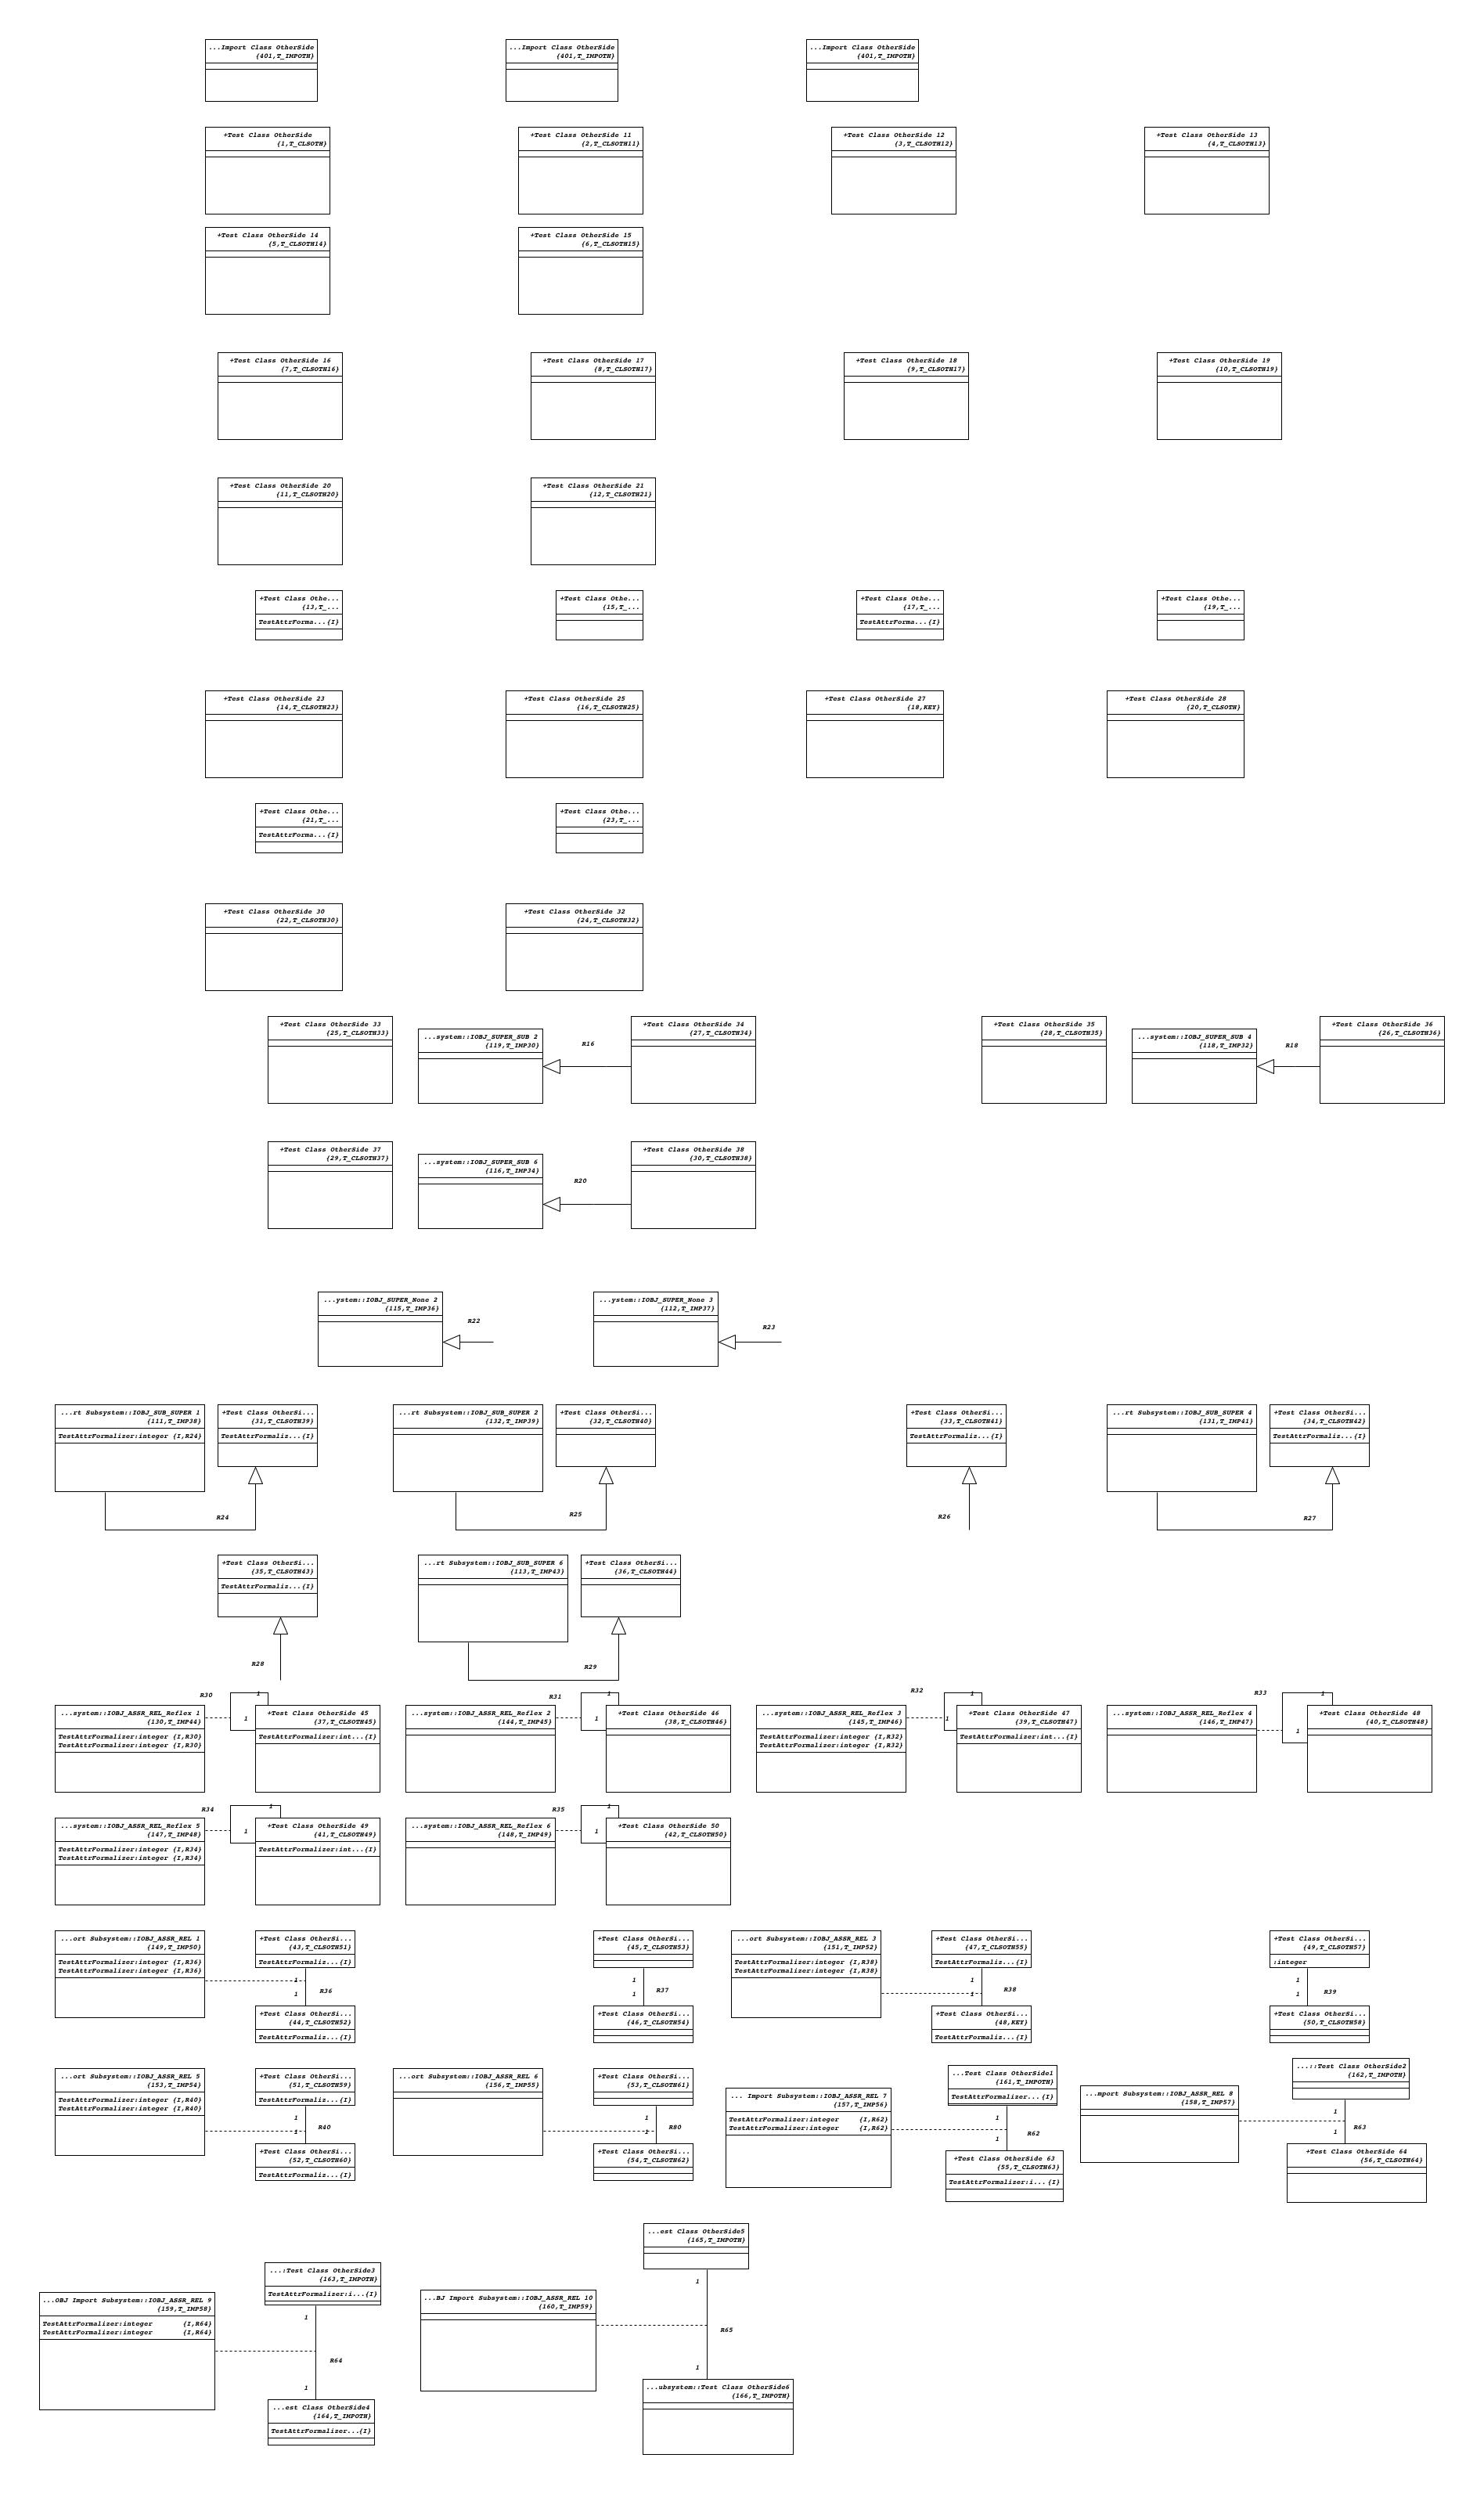 ...Import Class OtherSide
{401,T_IMPOTH}
...Import Class OtherSide
{401,T_IMPOTH}
...Import Class OtherSide
{401,T_IMPOTH}
+Test Class OtherSide
{1,T_CLSOTH}
+Test Class OtherSide 11
{2,T_CLSOTH11}
+Test Class OtherSide 12
{3,T_CLSOTH12}
+Test Class OtherSide 13
{4,T_CLSOTH13}
+Test Class OtherSide 14
{5,T_CLSOTH14}
+Test Class OtherSide 15
{6,T_CLSOTH15}
+Test Class OtherSide 16
{7,T_CLSOTH16}
+Test Class OtherSide 17
{8,T_CLSOTH17}
+Test Class OtherSide 18
{9,T_CLSOTH17}
+Test Class OtherSide 19
{10,T_CLSOTH19}
+Test Class OtherSide 20
{11,T_CLSOTH20}
+Test Class OtherSide 21
{12,T_CLSOTH21}
+Test Class Othe...
{13,T_...
TestAttrForma...{I}
+Test Class Othe...
{15,T_...
+Test Class Othe...
{17,T_...
TestAttrForma...{I}
+Test Class Othe...
{19,T_...
+Test Class OtherSide 23
{14,T_CLSOTH23}
+Test Class OtherSide 25
{16,T_CLSOTH25}
+Test Class OtherSide 27
{18,KEY}
+Test Class OtherSide 28
{20,T_CLSOTH}
+Test Class Othe...
{21,T_...
TestAttrForma...{I}
+Test Class Othe...
{23,T_...
+Test Class OtherSide 30
{22,T_CLSOTH30}
+Test Class OtherSide 32
{24,T_CLSOTH32}
+Test Class OtherSide 33
{25,T_CLSOTH33}
...system::IOBJ_SUPER_SUB 2
{119,T_IMP30}
R16
+Test Class OtherSide 34
{27,T_CLSOTH34}
+Test Class OtherSide 35
{28,T_CLSOTH35}
...system::IOBJ_SUPER_SUB 4
{118,T_IMP32}
R18
+Test Class OtherSide 36
{26,T_CLSOTH36}
+Test Class OtherSide 37
{29,T_CLSOTH37}
...system::IOBJ_SUPER_SUB 6
{116,T_IMP34}
R20
+Test Class OtherSide 38
{30,T_CLSOTH38}
...ystem::IOBJ_SUPER_None 2
{115,T_IMP36}
R22
...ystem::IOBJ_SUPER_None 3
{112,T_IMP37}
R23
...rt Subsystem::IOBJ_SUB_SUPER 1
{111,T_IMP38}
TestAttrFormalizer:integer {I,R24}
+Test Class OtherSi...
{31,T_CLSOTH39}
TestAttrFormaliz...{I}
R24
...rt Subsystem::IOBJ_SUB_SUPER 2
{132,T_IMP39}
+Test Class OtherSi...
{32,T_CLSOTH40}
R25
+Test Class OtherSi...
{33,T_CLSOTH41}
TestAttrFormaliz...{I}
R26
...rt Subsystem::IOBJ_SUB_SUPER 4
{131,T_IMP41}
+Test Class OtherSi...
{34,T_CLSOTH42}
TestAttrFormaliz...{I}
R27
+Test Class OtherSi...
{35,T_CLSOTH43}
TestAttrFormaliz...{I}
R28
...rt Subsystem::IOBJ_SUB_SUPER 6
{113,T_IMP43}
+Test Class OtherSi...
{36,T_CLSOTH44}
R29
R30
1
1
...system::IOBJ_ASSR_REL_Reflex 1
{130,T_IMP44}
TestAttrFormalizer:integer {I,R30}
TestAttrFormalizer:integer {I,R30}
+Test Class OtherSide 45
{37,T_CLSOTH45}
TestAttrFormalizer:int...{I}
R31
1
1
...system::IOBJ_ASSR_REL_Reflex 2
{144,T_IMP45}
+Test Class OtherSide 46
{38,T_CLSOTH46}
R32
1
1
...system::IOBJ_ASSR_REL_Reflex 3
{145,T_IMP46}
TestAttrFormalizer:integer {I,R32}
TestAttrFormalizer:integer {I,R32}
+Test Class OtherSide 47
{39,T_CLSOTH47}
TestAttrFormalizer:int...{I}
R33
1
1
...system::IOBJ_ASSR_REL_Reflex 4
{146,T_IMP47}
+Test Class OtherSide 48
{40,T_CLSOTH48}
R34
1
1
...system::IOBJ_ASSR_REL_Reflex 5
{147,T_IMP48}
TestAttrFormalizer:integer {I,R34}
TestAttrFormalizer:integer {I,R34}
+Test Class OtherSide 49
{41,T_CLSOTH49}
TestAttrFormalizer:int...{I}
R35
1
1
...system::IOBJ_ASSR_REL_Reflex 6
{148,T_IMP49}
+Test Class OtherSide 50
{42,T_CLSOTH50}
...ort Subsystem::IOBJ_ASSR_REL 1
{149,T_IMP50}
TestAttrFormalizer:integer {I,R36}
TestAttrFormalizer:integer {I,R36}
+Test Class OtherSi...
{43,T_CLSOTH51}
TestAttrFormaliz...{I}
1
1
R36
+Test Class OtherSi...
{44,T_CLSOTH52}
TestAttrFormaliz...{I}
+Test Class OtherSi...
{45,T_CLSOTH53}
1
1
R37
+Test Class OtherSi...
{46,T_CLSOTH54}
...ort Subsystem::IOBJ_ASSR_REL 3
{151,T_IMP52}
TestAttrFormalizer:integer {I,R38}
TestAttrFormalizer:integer {I,R38}
+Test Class OtherSi...
{47,T_CLSOTH55}
TestAttrFormaliz...{I}
1
1
R38
+Test Class OtherSi...
{48,KEY}
TestAttrFormaliz...{I}
+Test Class OtherSi...
{49,T_CLSOTH57}
:integer
1
1
R39
+Test Class OtherSi...
{50,T_CLSOTH58}
...ort Subsystem::IOBJ_ASSR_REL 5
{153,T_IMP54}
TestAttrFormalizer:integer {I,R40}
TestAttrFormalizer:integer {I,R40}
+Test Class OtherSi...
{51,T_CLSOTH59}
TestAttrFormaliz...{I}
1
1
R40
+Test Class OtherSi...
{52,T_CLSOTH60}
TestAttrFormaliz...{I}
...ort Subsystem::IOBJ_ASSR_REL 6
{156,T_IMP55}
+Test Class OtherSi...
{53,T_CLSOTH61}
1
1
R80
+Test Class OtherSi...
{54,T_CLSOTH62}
... Import Subsystem::IOBJ_ASSR_REL 7
{157,T_IMP56}
TestAttrFormalizer:integer {I,R62}
TestAttrFormalizer:integer {I,R62}
...Test Class OtherSide1
{161,T_IMPOTH}
TestAttrFormalizer...{I}
1
1
R62
+Test Class OtherSide 63
{55,T_CLSOTH63}
TestAttrFormalizer:i...{I}
...mport Subsystem::IOBJ_ASSR_REL 8
{158,T_IMP57}
...::Test Class OtherSide2
{162,T_IMPOTH}
1
1
R63
+Test Class OtherSide 64
{56,T_CLSOTH64}
...OBJ Import Subsystem::IOBJ_ASSR_REL 9
{159,T_IMP58}
TestAttrFormalizer:integer {I,R64}
TestAttrFormalizer:integer {I,R64}
...:Test Class OtherSide3
{163,T_IMPOTH}
TestAttrFormalizer:i...{I}
1
R64
1
...est Class OtherSide4
{164,T_IMPOTH}
TestAttrFormalizer...{I}
...BJ Import Subsystem::IOBJ_ASSR_REL 10
{160,T_IMP59}
...est Class OtherSide5
{165,T_IMPOTH}
1
R65
1
...ubsystem::Test Class OtherSide6
{166,T_IMPOTH}